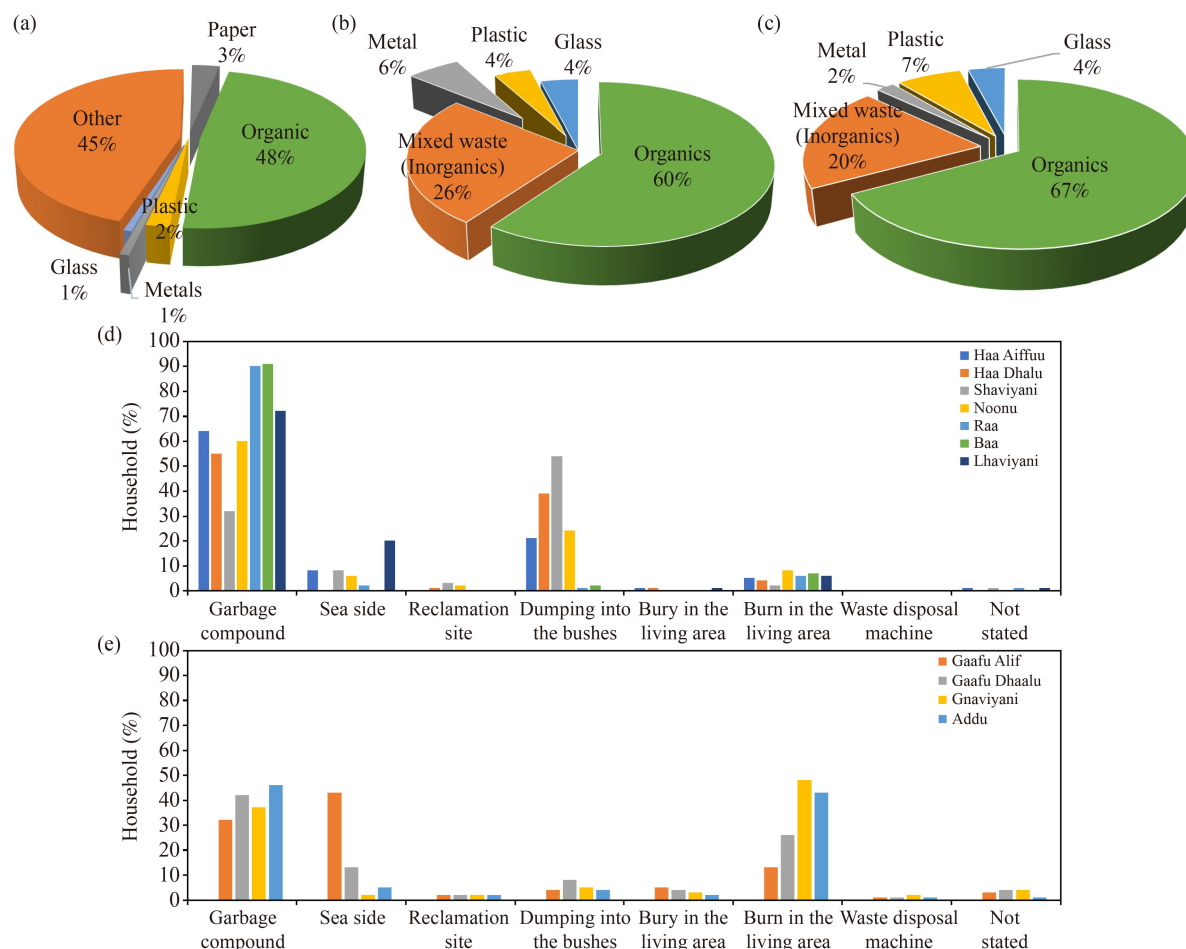 (a)
Paper
3%
Other
45%
Organic
48%
Plastic
2%
Glass
1%
Metals
1%
(b)
Metal
6%
Plastic
4%
Glass
4%
Mixed waste
(Inorganics)
26%
Organics
60%
(c)
Metal
2%
Plastic
7%
Glass
4%
Mixed waste
(Inorganics)
20%
Organics
67%
(d)
Household (%)
100
90
80
70
60
50
40
30
20
10
0
Haa Aiffuu
Haa Dhalu
Shaviyani
Noonu
Raa
Baa
Lhaviyani
Garbage
compound
Sea side
Reclamation
site
Dumping into
the bushes
Bury in the
living area
Burn in the
living area
Waste disposal
machine
Not
stated
(e)
Household (%)
100
90
80
70
60
50
40
30
20
10
0
Gaafu Alif
Gaafu Dhaalu
Gnaviyani
Addu
Garbage
compound
Sea side
Reclamation
site
Dumping into
the bushes
Bury in the
living area
Burn in the
living area
Waste disposal
machine
Not
stated